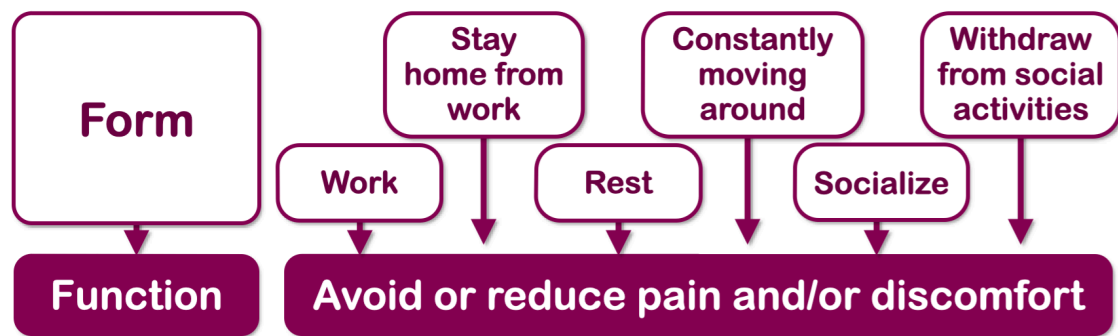 Form
Stay
home from
work
Constantly
moving
around
Withdraw
from social
activities
Work
Rest
Socialize
Function
Avoid or reduce pain and/or discomfort